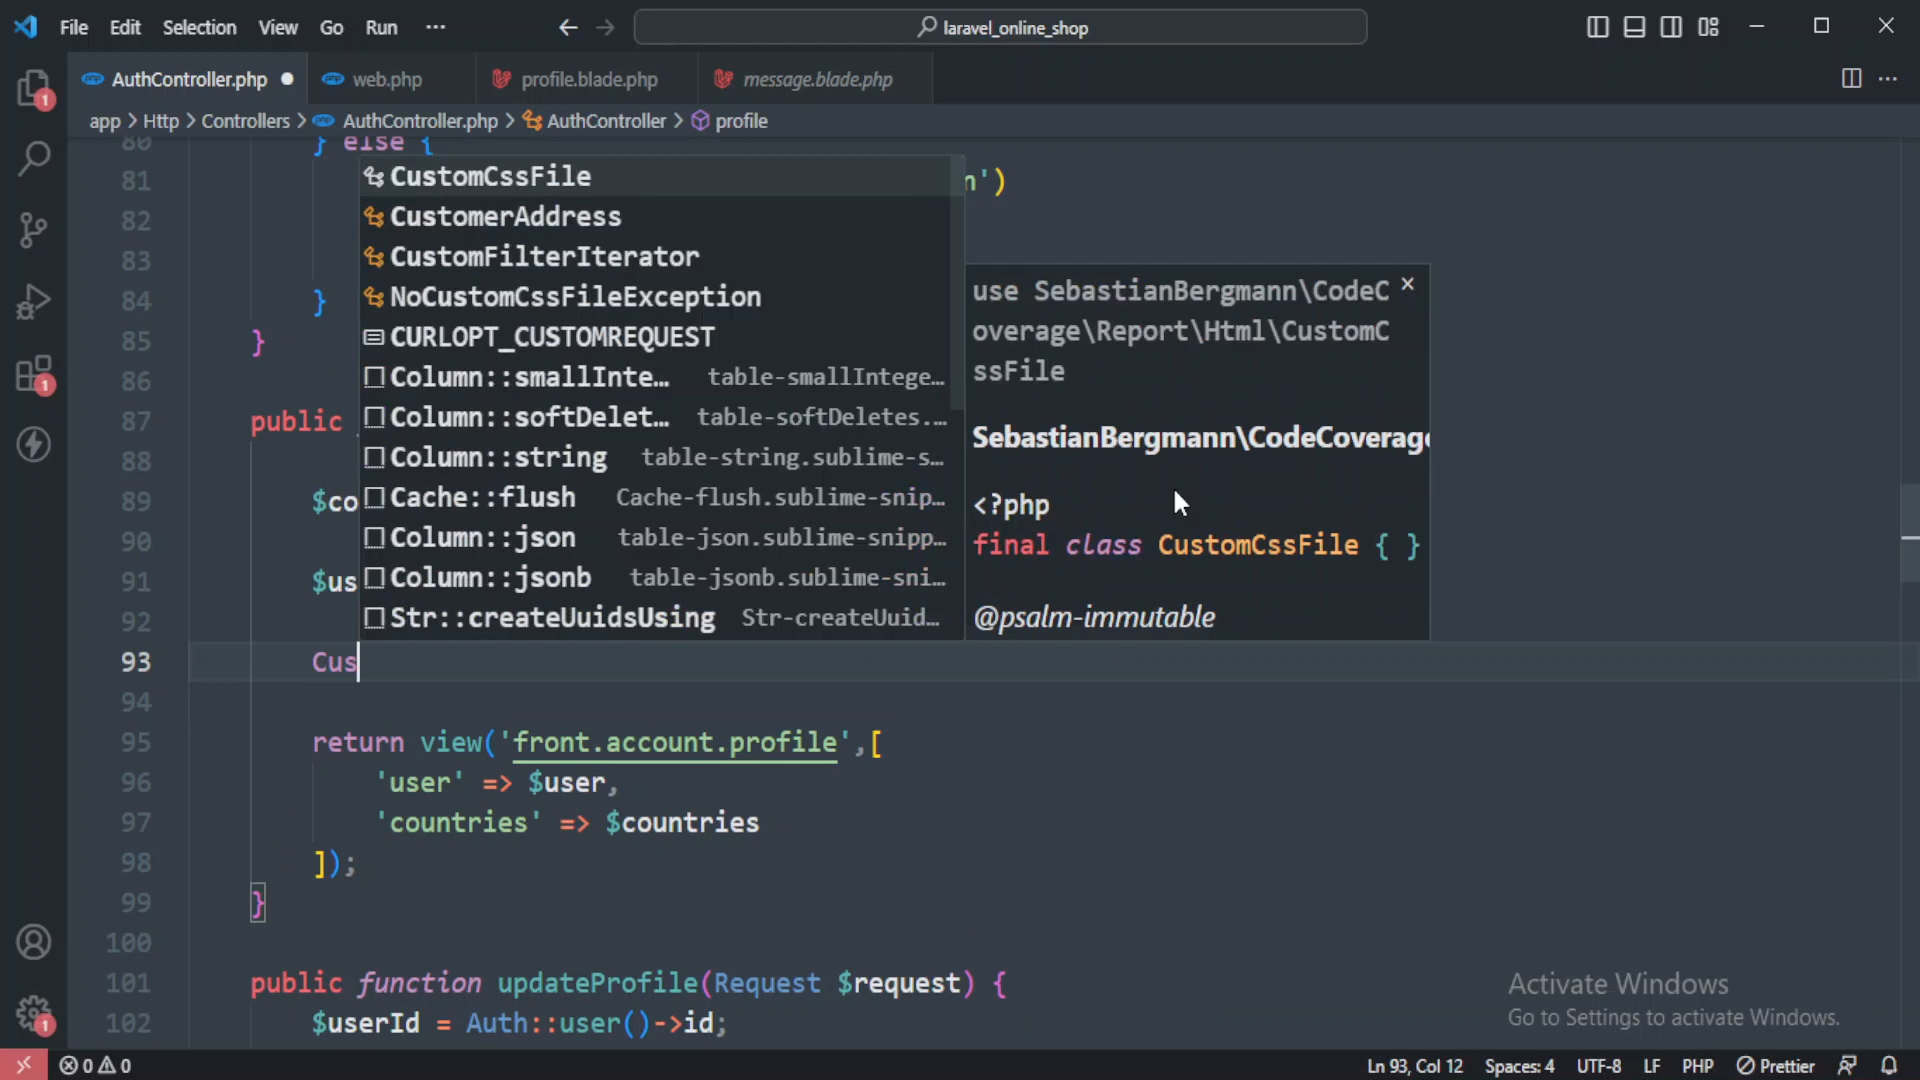 File Edit Selection View Go Run ··· laravel_online_shop
AuthController.php web.php profile.blade.php message.blade.php
app > Http > Controllers > AuthController.php > AuthController > profile
80 } else {
81 n')
82
83
84 }
85 }
86
87 public
88
89 $co
90
91 $us
92
93 Cus
94
95 return view('front.account.profile',[
96 'user' => $user,
97 'countries' => $countries
98 ]);
99 }
100
101 public function updateProfile(Request $request) {
102 $userId = Auth::user()->id;
CustomCssFile
CustomerAddress
CustomFilterIterator
NoCustomCssFileException
CURLOPT_CUSTOMREQUEST
Column::smallInte… table-smallIntege…
Column::softDelet… table-softDeletes.…
Column::string table-string.sublime-s…
Cache::flush Cache-flush.sublime-snip…
Column::json table-json.sublime-snipp…
Column::jsonb table-jsonb.sublime-sni…
Str::createUuidsUsing Str-createUuid…
use SebastianBergmann\CodeC
overage\Report\Html\CustomC
ssFile
SebastianBergmann\CodeCoverage
<?php
final class CustomCssFile { }
@psalm-immutable
Activate Windows
Go to Settings to activate Windows.
1
1
1
0 0 Ln 93, Col 12 Spaces: 4 UTF-8 LF PHP Prettier